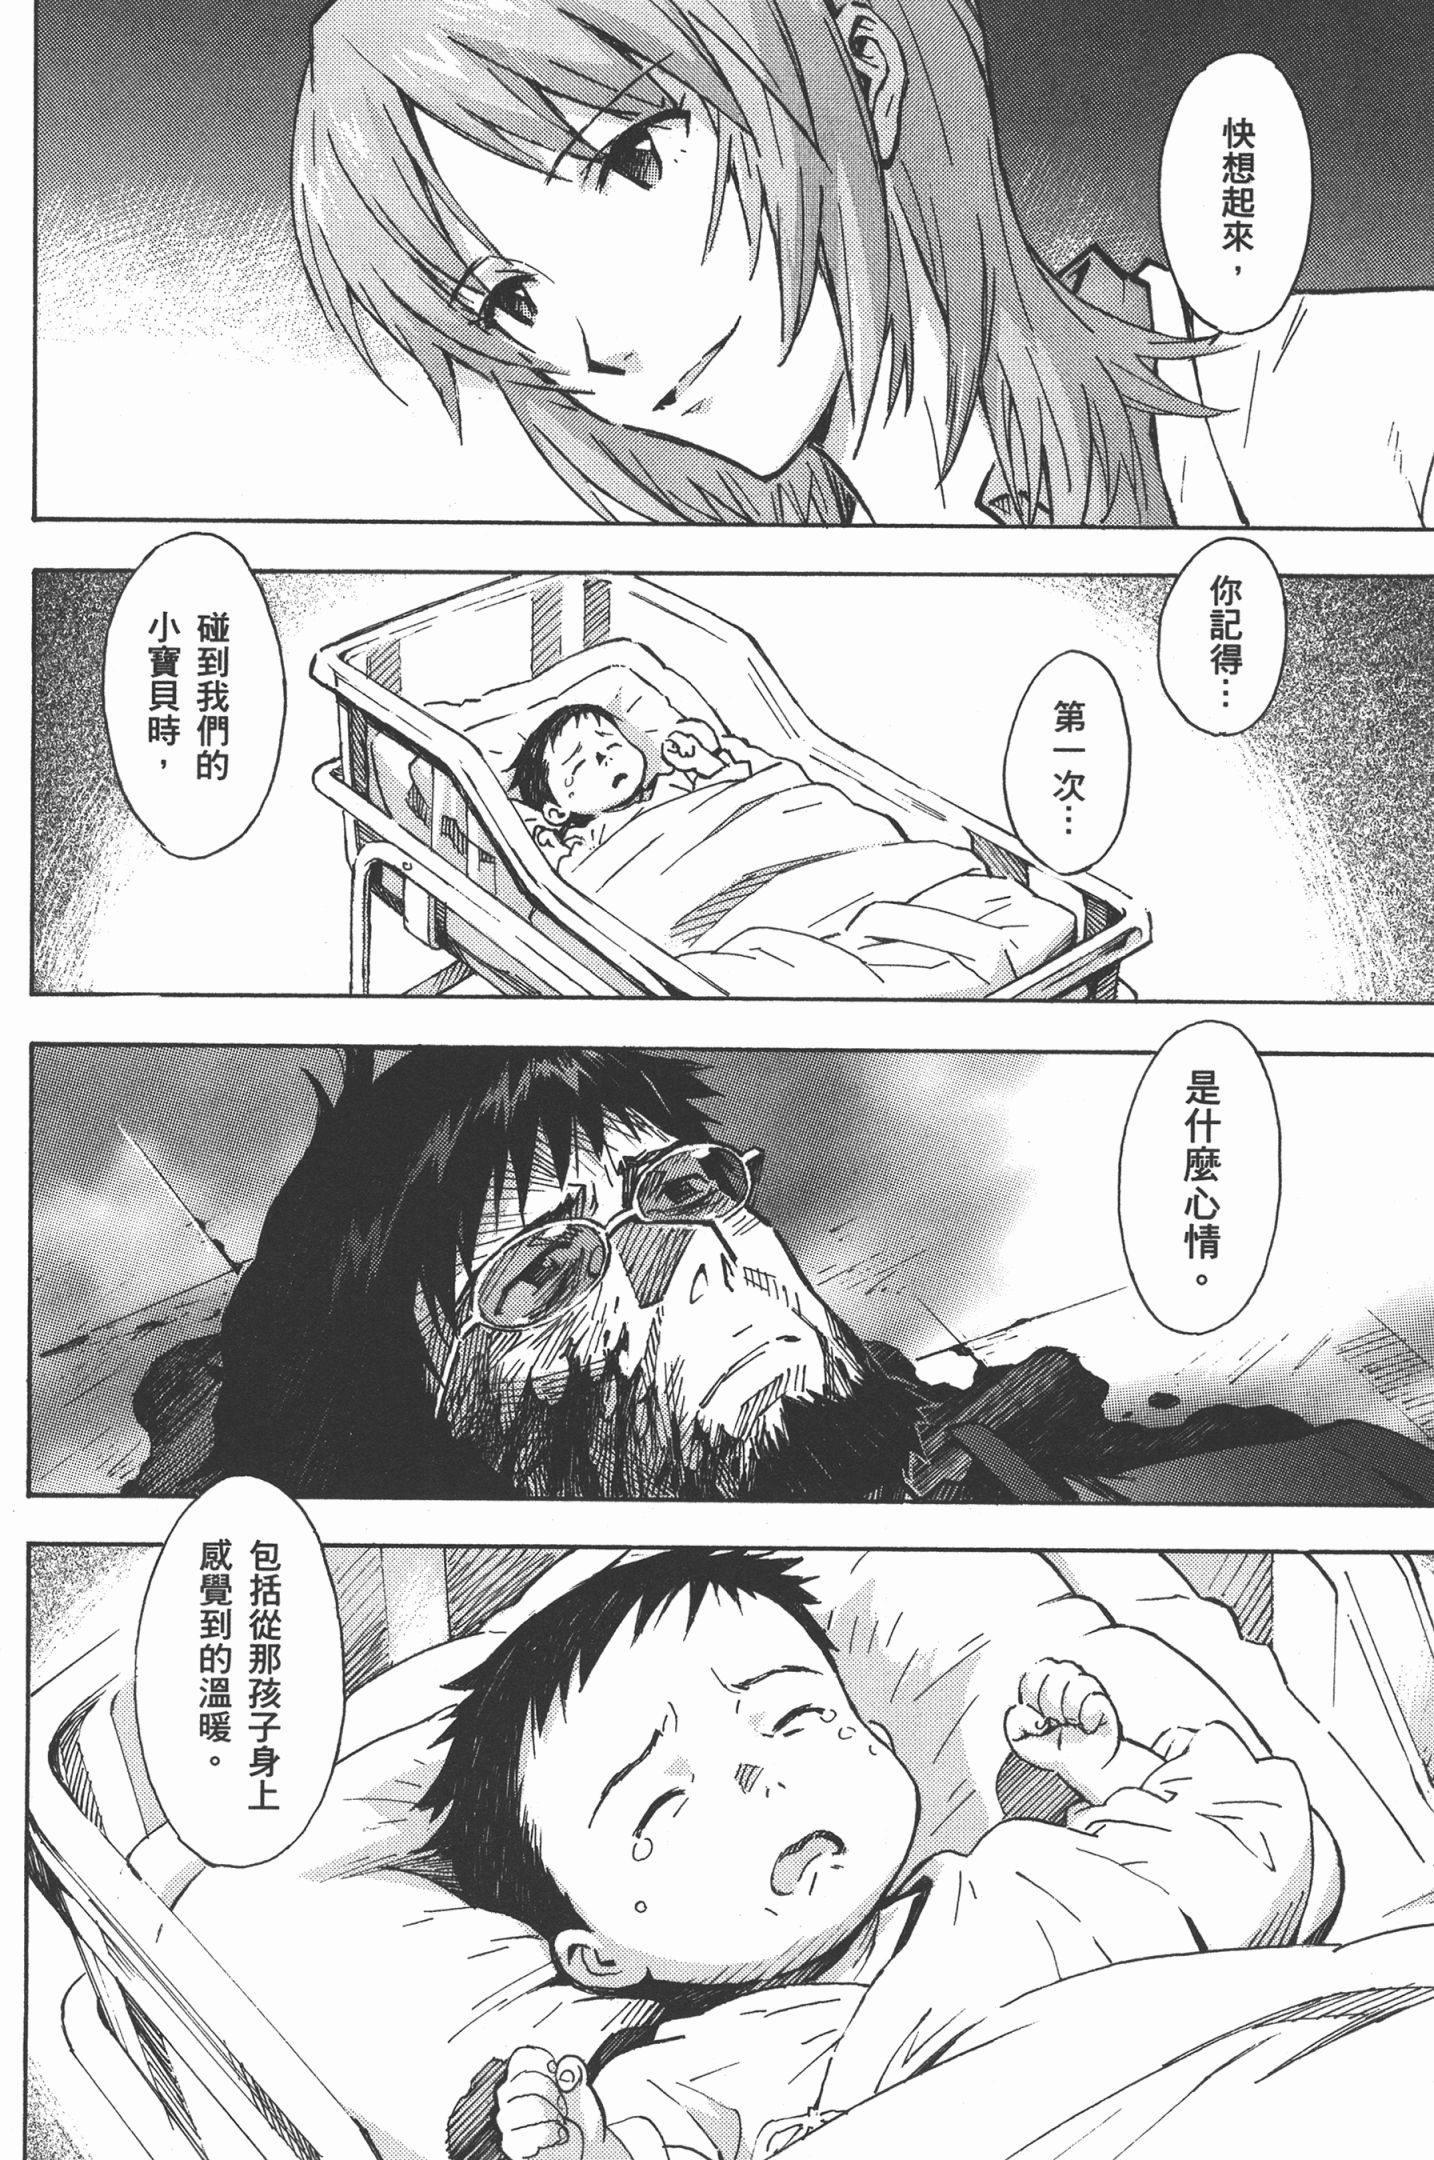 快想起來，
你記得…
第一次…
碰到我們的
小寶貝時，
是什麼心情。
包括從那孩子身上
感覺到的溫暖。